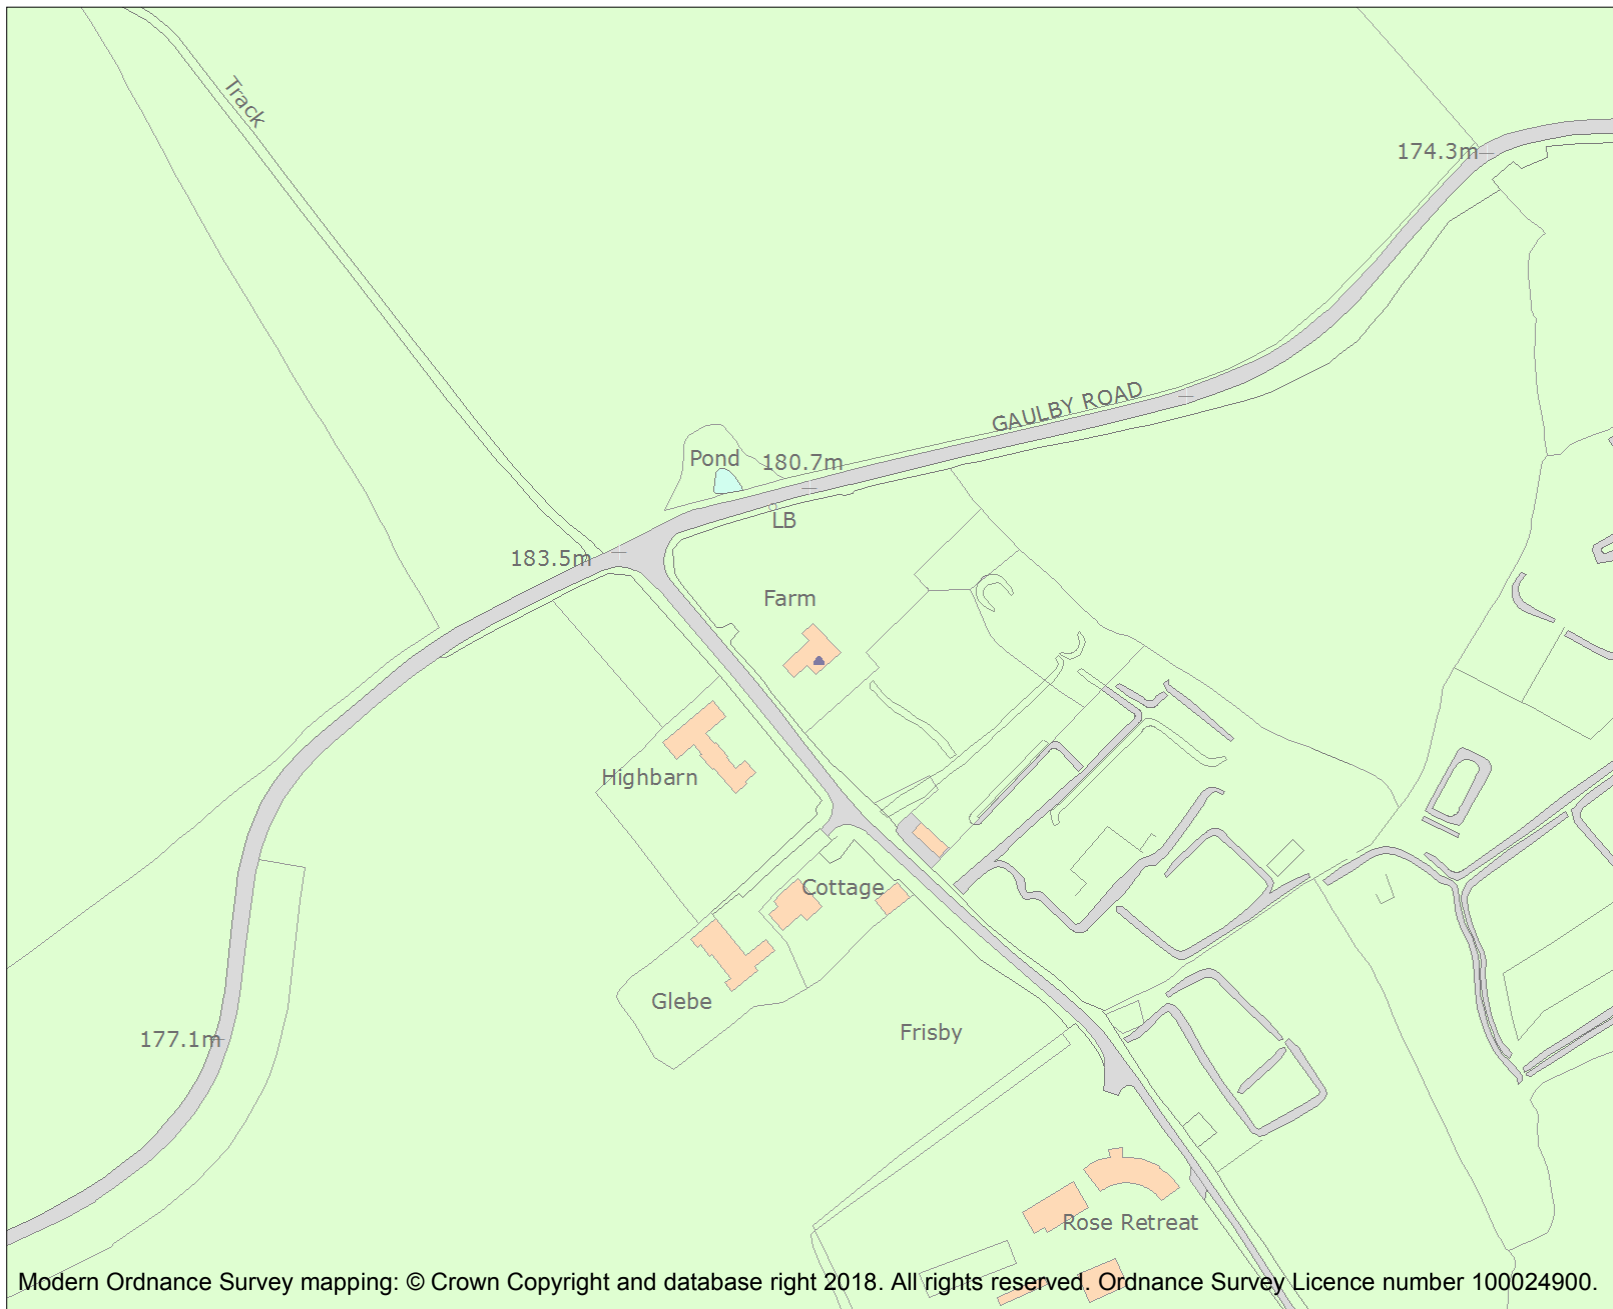 Track
174.3m
GAULBY ROAD
Pond
180.7m
LB
183.5m
Farm
Highbarn
Cottage
Glebe
Frisby
177.1m
Rose Retreat
Modern Ordnance Survey mapping: © Crown Copyright and database right 2018. All rights reserved. Ordnance Survey Licence number 100024900.